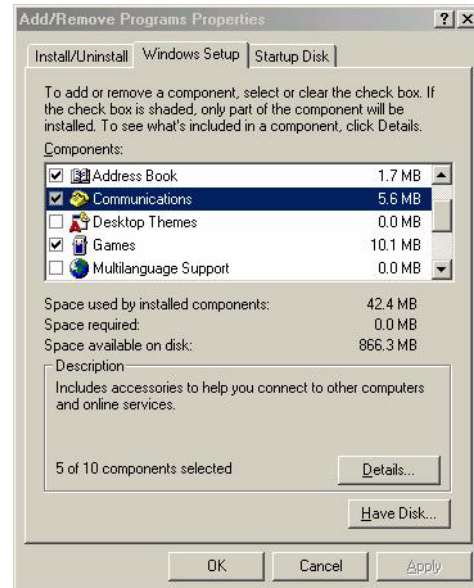 Add/Remove Programs Properties
Install/Uninstall Windows Setup Startup Disk
To add or remove a component, select or clear the check box. If
the check box is shaded, only part of the component will be
installed. To see what's included in a component, click Details.
Components:
Address Book 1.7 MB
Communications 5.6 MB
Desktop Themes 0.0 MB
Games 10.1 MB
Multilanguage Support 0.0 MB
Space used by installed components: 42.4 MB
Space required: 0.0 MB
Space available on disk: 866.3 MB
Description
Includes accessories to help you connect to other computers
and online services.
5 of 10 components selected Details...
Have Disk...
OK Cancel Apply